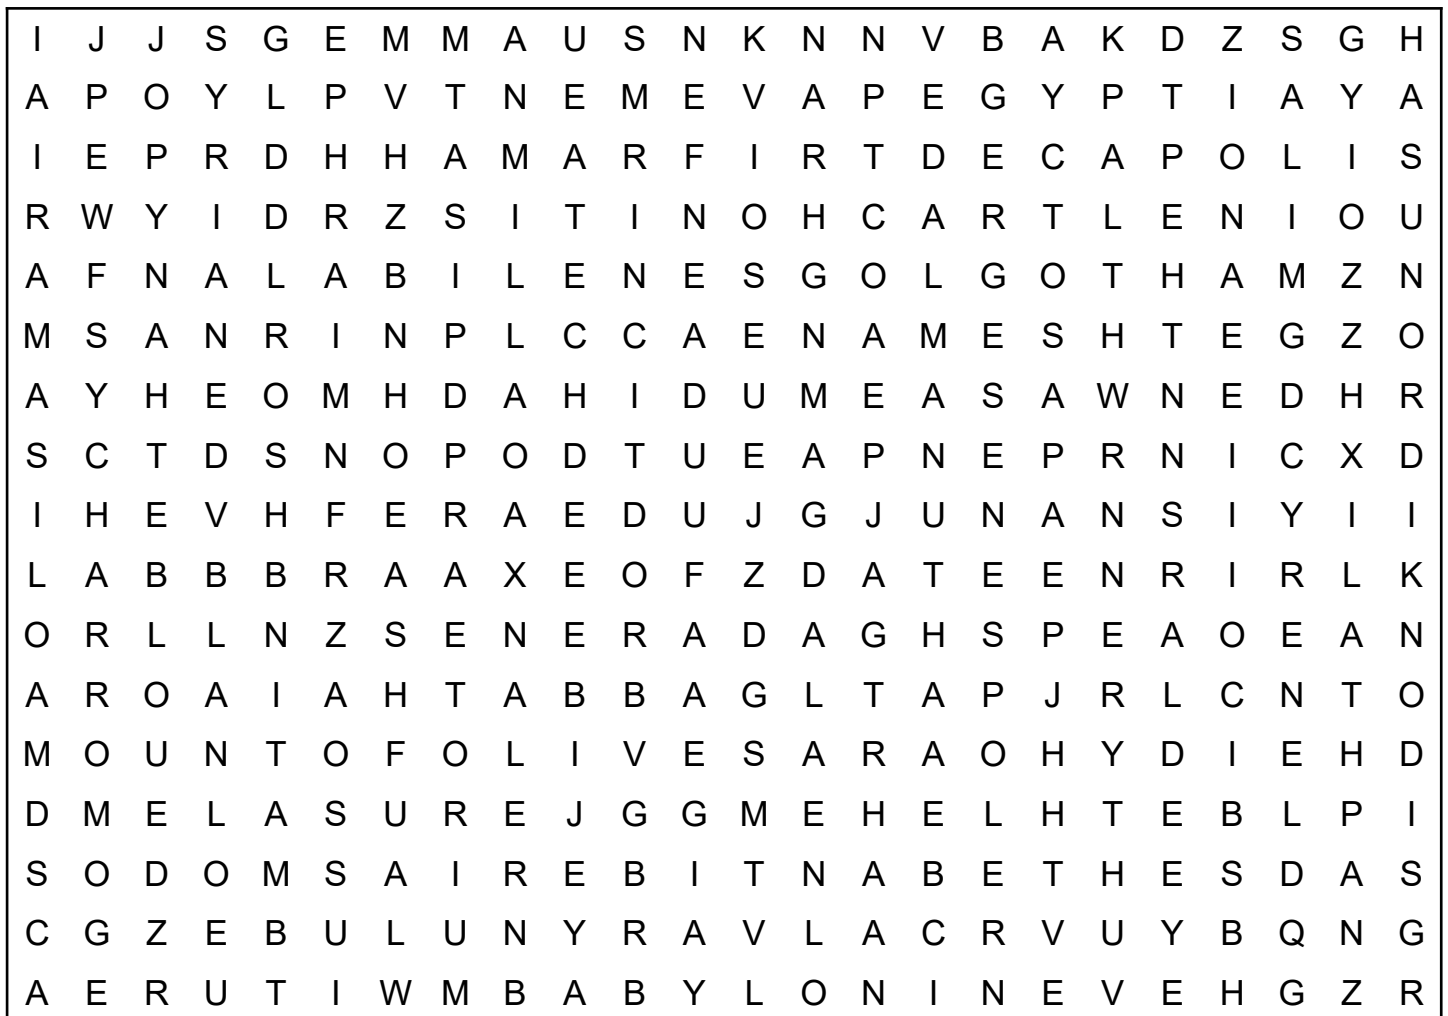 I J J S G E M M A U S N K N N V B A K D Z S G H
A P O Y L P V T N E M E V A P E G Y P T I A Y A
I E P R D H H A M A R F I R T D E C A P O L I S
R W Y I D R Z S I T I N O H C A R T L E N I O U
A F N A L A B I L E N E S G O L G O T H A M Z N
M S A N R I N P L C C A E N A M E S H T E G Z O
A Y H E O M H D A H I D U M E A S A W N E D H R
S C T D S N O P O D T U E A P N E P R N I C X D
I H E V H F E R A E D U J G J U N A N S I Y I I
L A B B B R A A X E O F Z D A T E E N R I R L K
O R L L N Z S E N E R A D A G H S P E A O E A N
A R O A I A H T A B B A G L T A P J R L C N T O
M O U N T O F O L I V E S A R A O H Y D I E H D
D M E L A S U R E J G G M E H E L H T E B L P I
S O D O M S A I R E B I T N A B E T H E S D A S
C G Z E B U L U N Y R A V L A C R V U Y B Q N G
A E R U T I W M B A B Y L O N I N E V E H G Z R